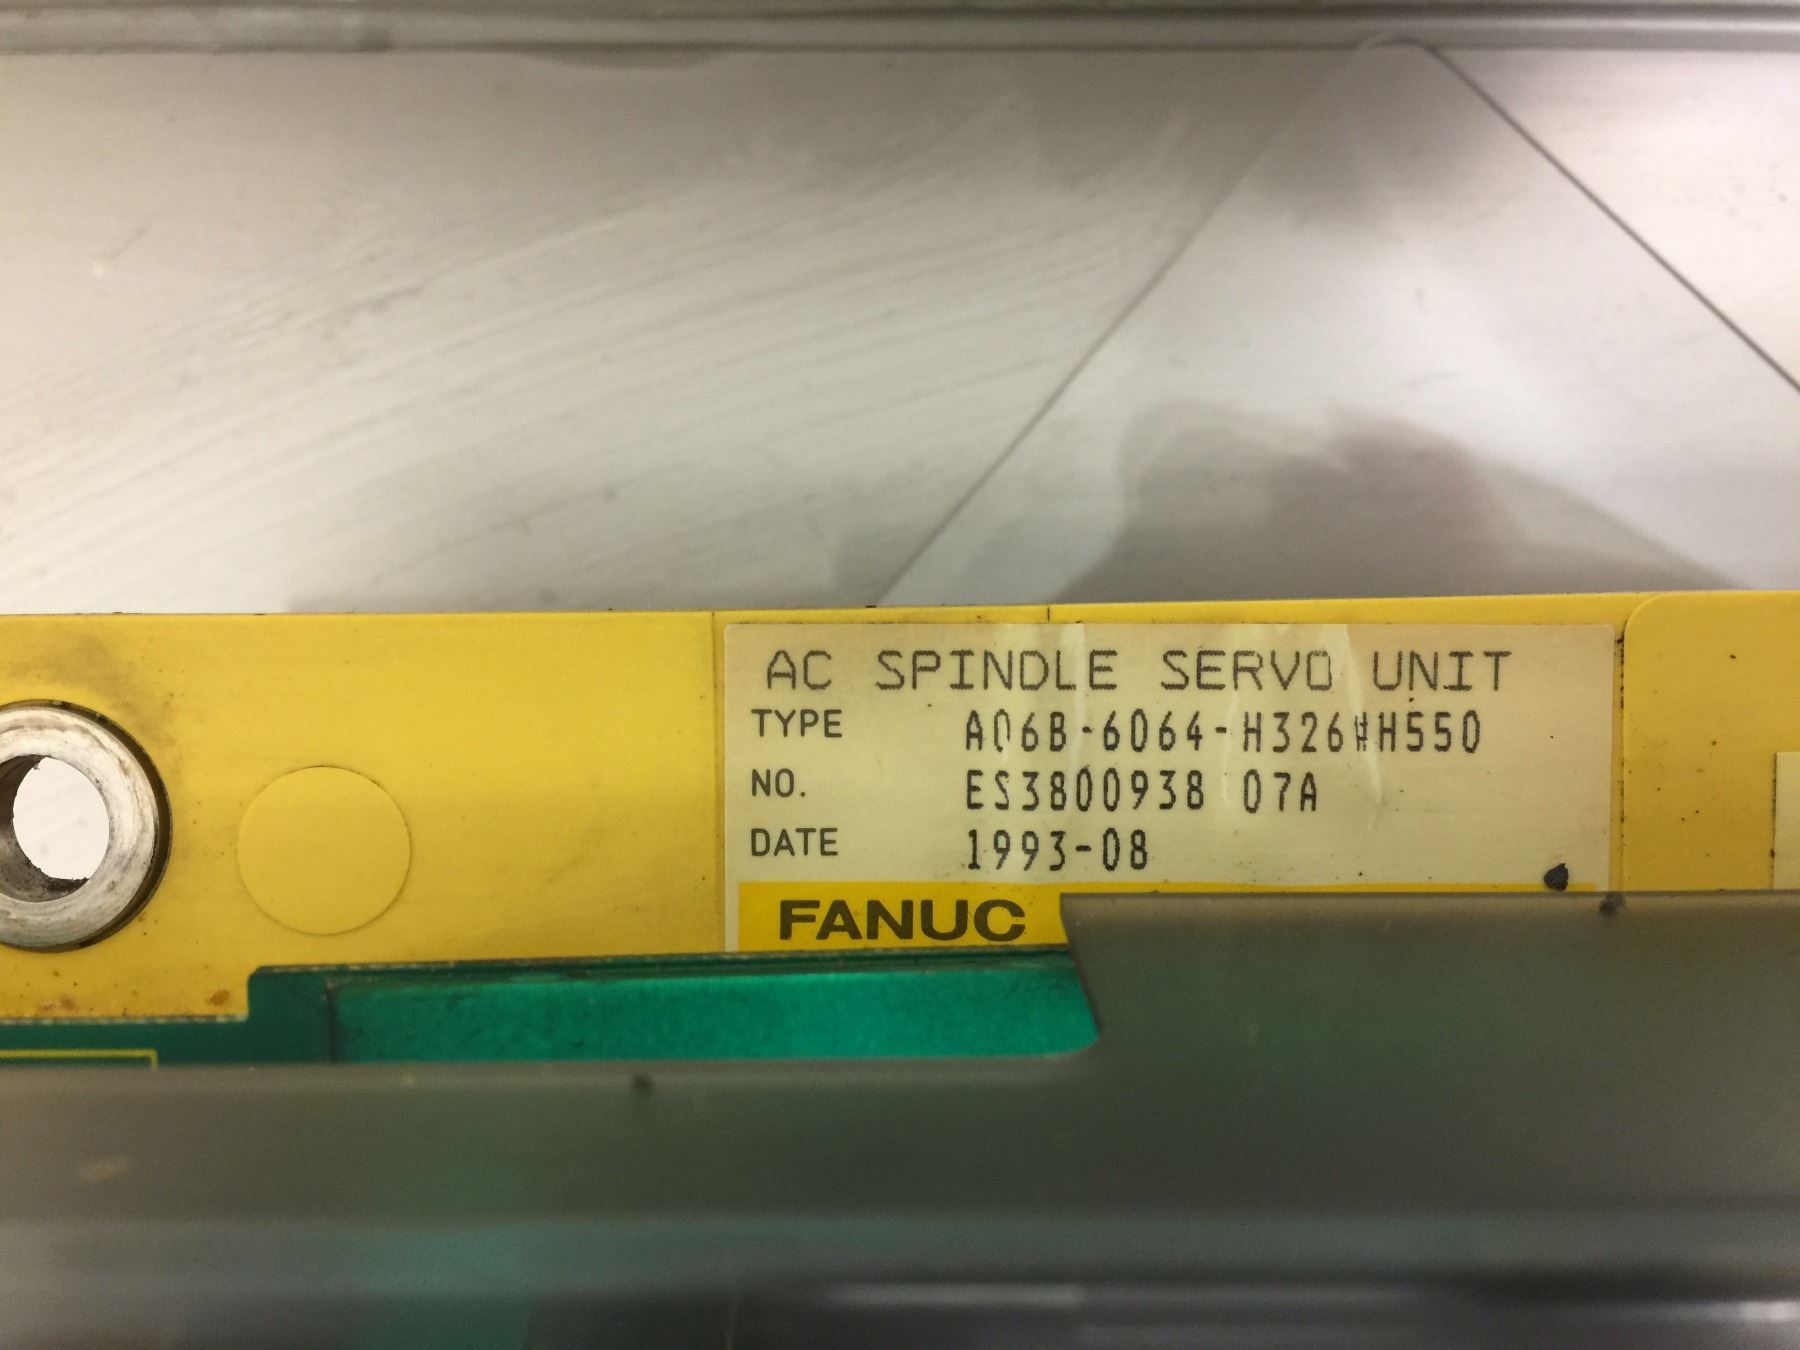 AC SPINDLE SERVO UNIT
TYPE A06B-6064-H326#H550
NO. ES3800938 07A
DATE 1993-08
FANUC